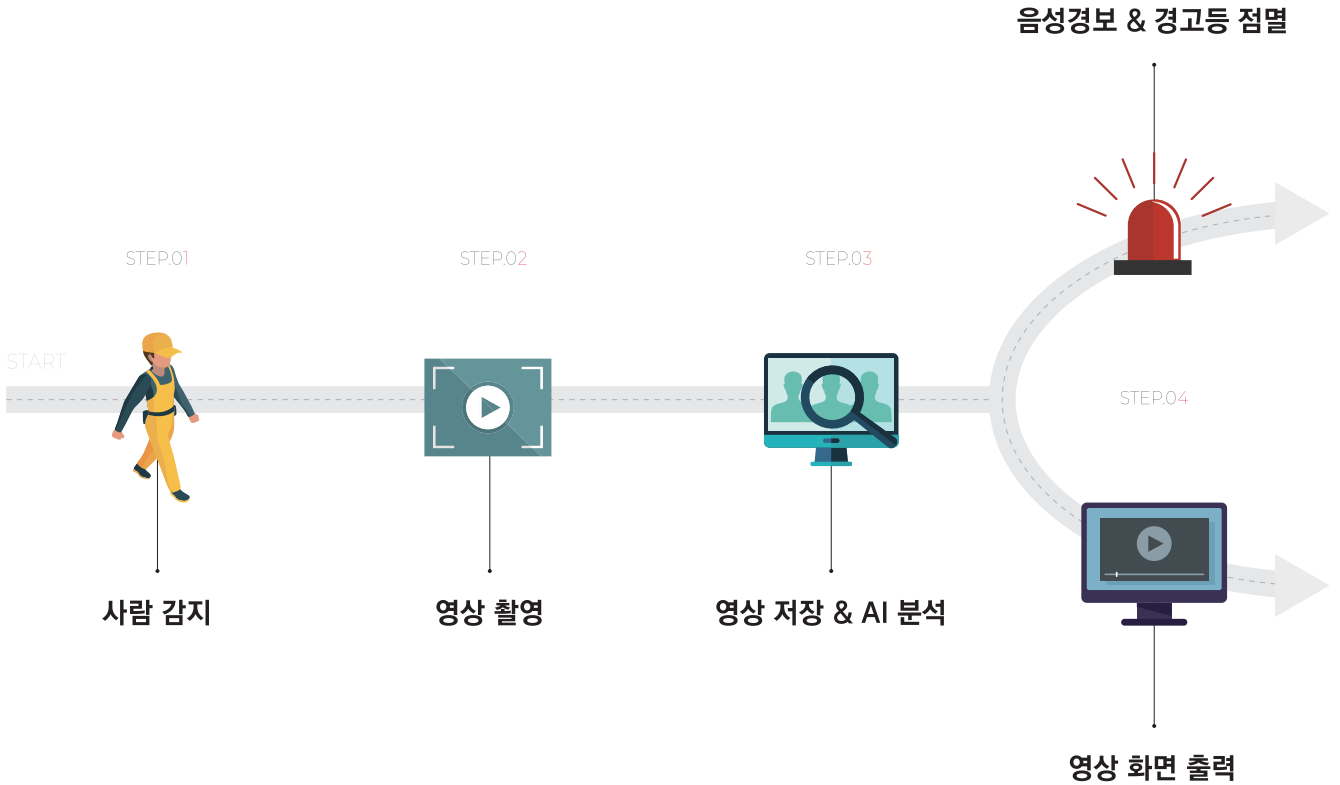 음성경보 & 경고등 점멸
START
STEP.01
STEP.02
STEP.03
STEP.04
사람 감지
영상 촬영
영상 저장 & AI 분석
영상 화면 출력